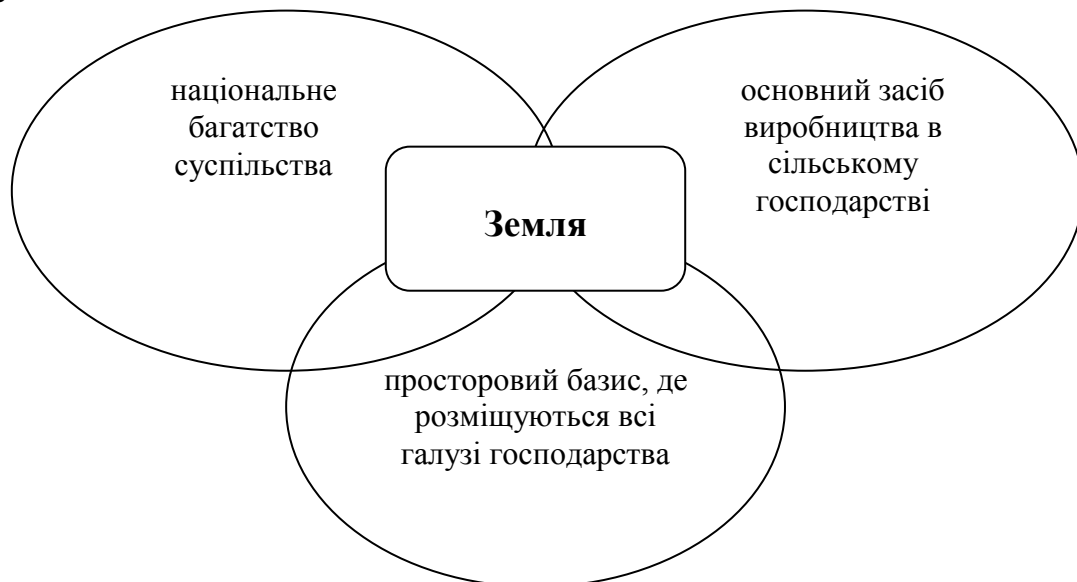 національне
багатство
суспільства
основний засіб
виробництва в
сільському
господарстві
Земля
просторовий базис, де
розміщуються всі
галузі господарства